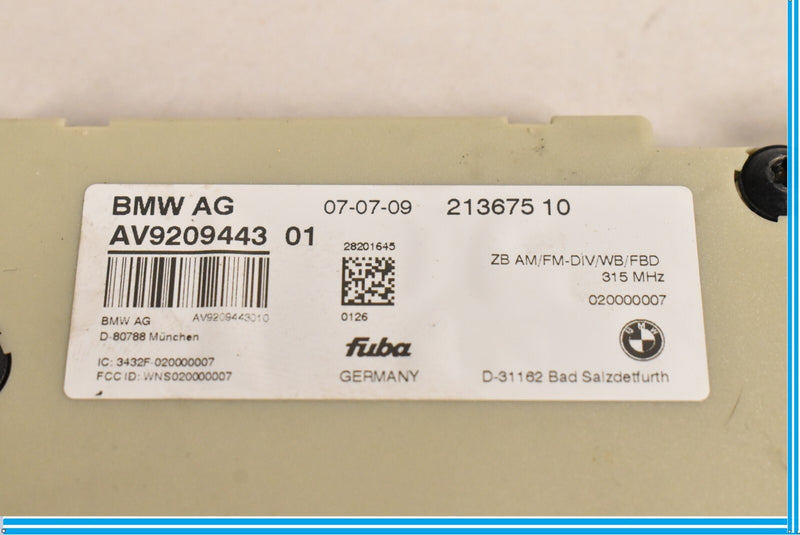 BMW AG 07-07-09 213675 10
AV9209443 01
28201645
ZB AM/FM-DIV/WB/FBD
315 MHz
020000007
AV9209443010
0126
BMW AG
D-80788 München
fuba
BMW
IC: 3432F-020000007
FCC ID: WNS020000007
GERMANY
D-31162 Bad Salzdetfurth